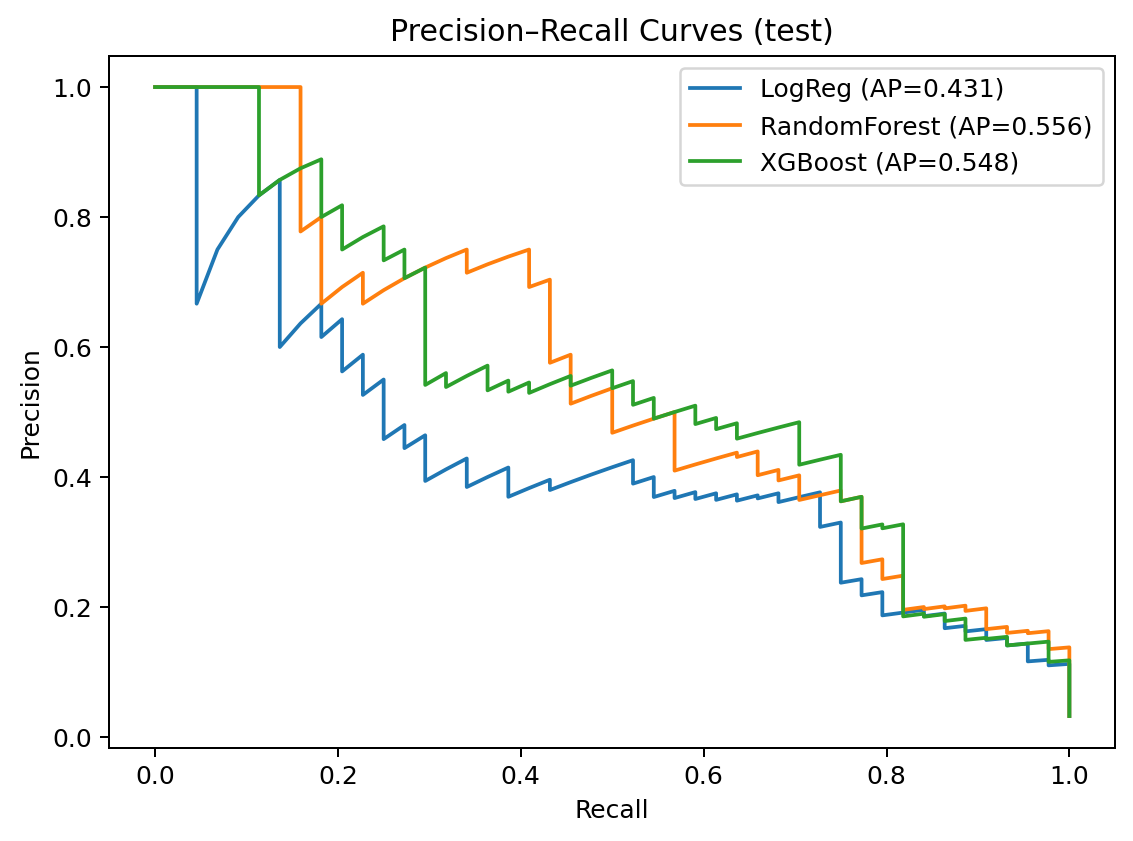 Precision–Recall Curves (test)
LogReg (AP=0.431)
RandomForest (AP=0.556)
XGBoost (AP=0.548)
Precision
1.0
0.8
0.6
0.4
0.2
0.0
0.0 0.2 0.4 0.6 0.8 1.0
Recall